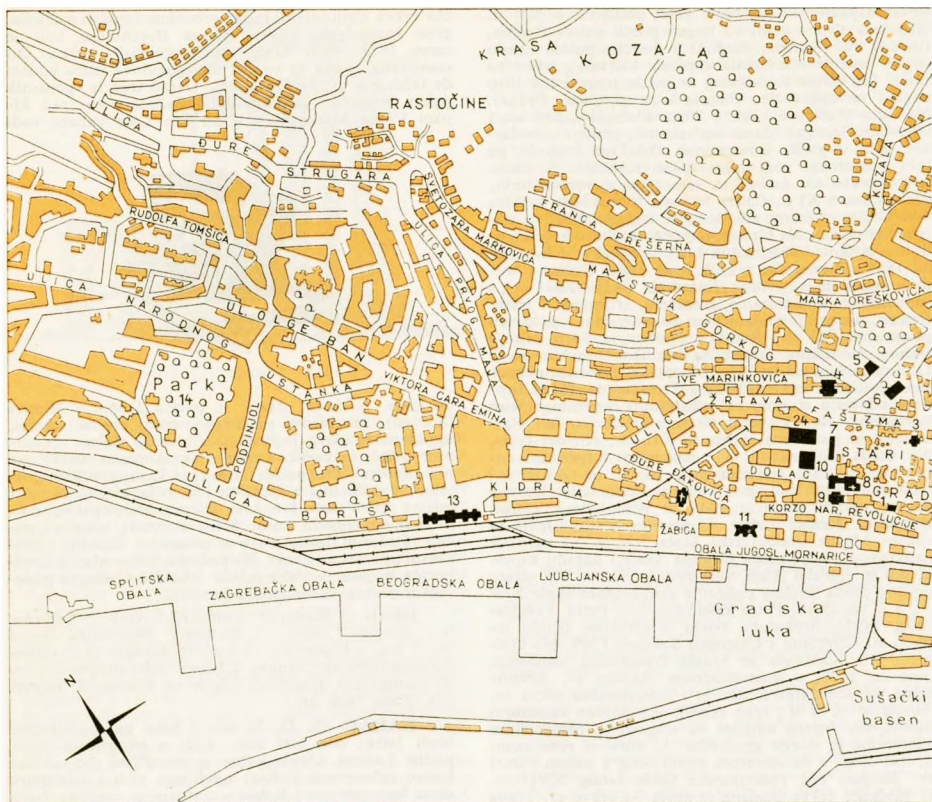 KRASA
KOZALA
RASTOČINE
ULICA
ĐURE
STRUGARA
KOZALA
SVETOZARA MARKOVIĆA
FRANCA
PREŠERNA
RUDOLFA TOMŠIĆA
ULICA PRVOG MAJA
MAKSIMA
GORKOG
MARKA OREŠKOVIĆA
ULICA
NARODNOG
USTANKA
UL. OLGE BAN
VIKTORA CARA EMINA
IVE MARINKOVIĆA
ŽRTAVA
FAŠIZMA
Park
14
PODPINJOL
ULICA
ĐURE ĐAKOVIĆA
5
4
6
3
24
7
STARI
10
DOLAC
8
GRAD
9
1
KORZO NAR. REVOLUCIJE
ULICA
BORISA
KIDRIČA
13
12
ŽABICA
11
OBALA JUGOSL. MORNARICE
SPLITSKA
OBALA
ZAGREBAČKA OBALA
BEOGRADSKA OBALA
LJUBLJANSKA OBALA
Gradska
luka
Sušački
basen
N